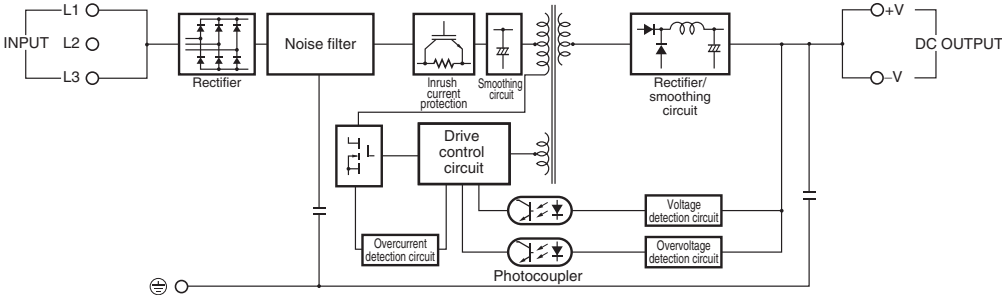 L1
INPUT
L2
L3
Rectifier
Noise filter
Inrush
current
protection
Smoothing
circuit
Rectifier/
smoothing
circuit
+V
DC OUTPUT
–V
Drive
control
circuit
Overcurrent
detection circuit
Voltage
detection circuit
Overvoltage
detection circuit
Photocoupler